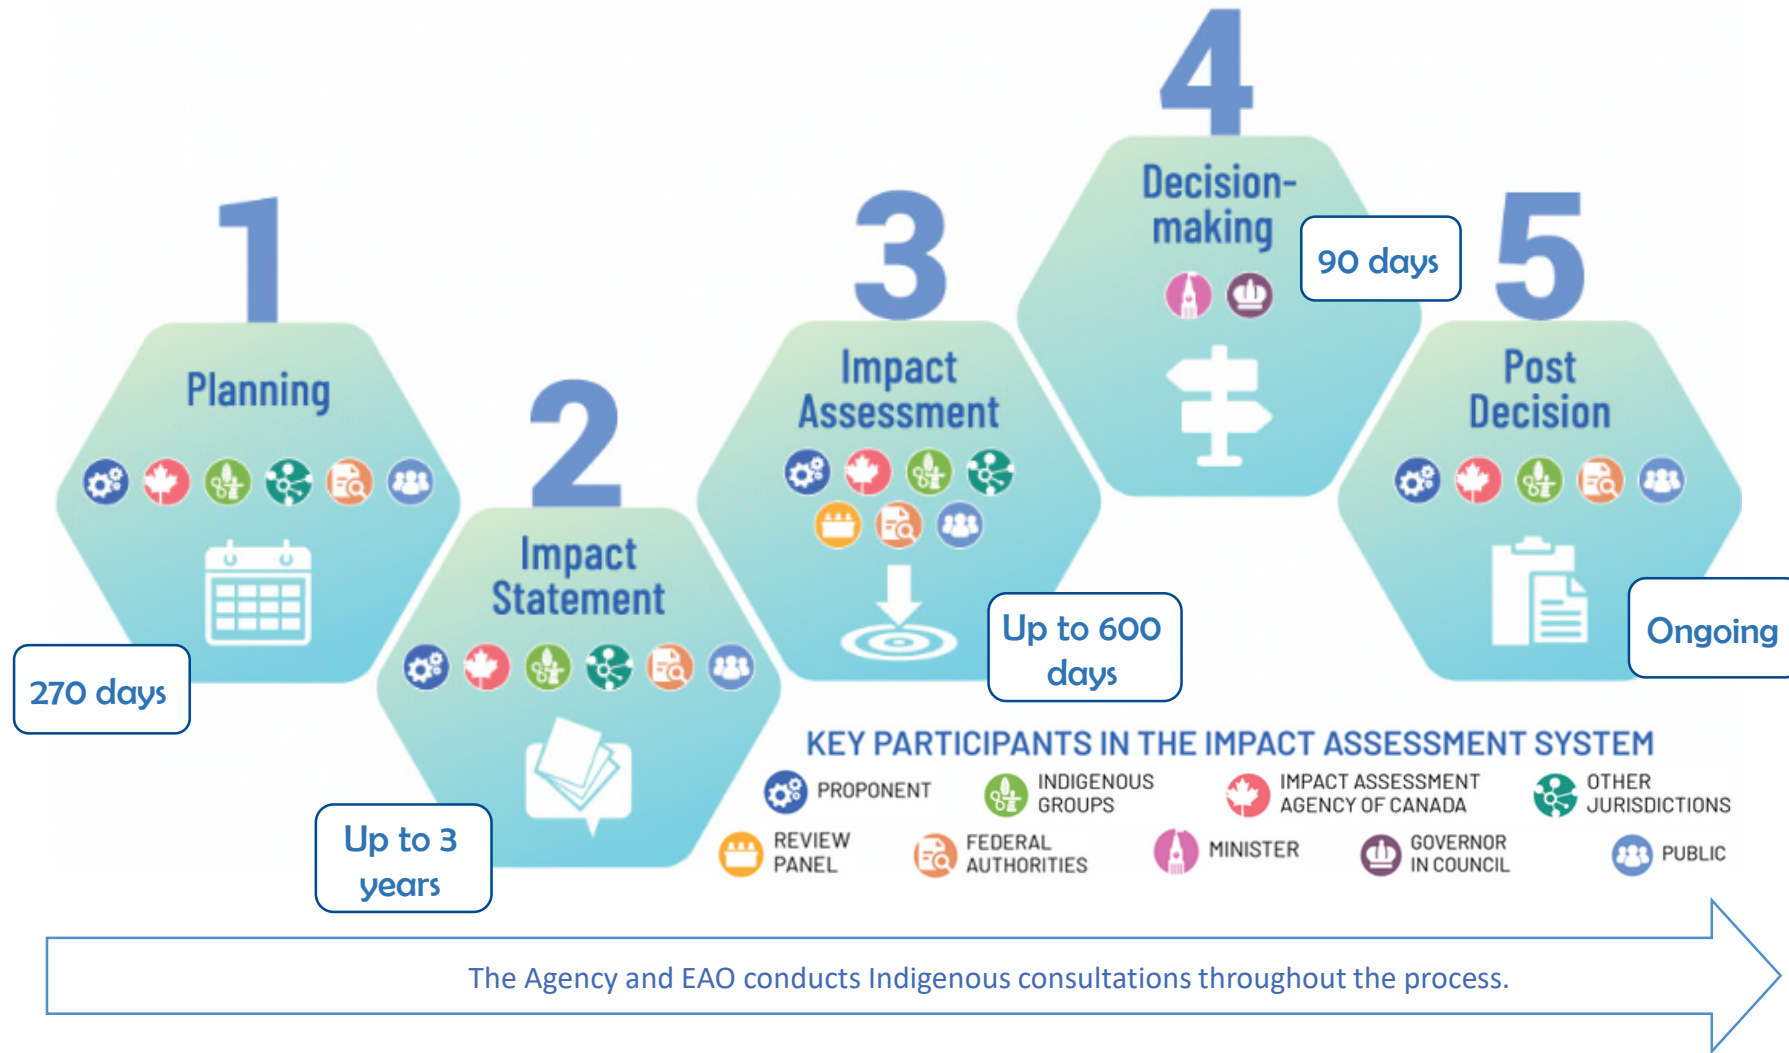 1
Planning
270 days
2
Impact
Statement
Up to 3
years
3
Impact
Assessment
Up to 600
days
4
Decision-
making
90 days
5
Post
Decision
Ongoing
KEY PARTICIPANTS IN THE IMPACT ASSESSMENT SYSTEM
PROPONENT
INDIGENOUS
GROUPS
IMPACT ASSESSMENT
AGENCY OF CANADA
OTHER
JURISDICTIONS
REVIEW
PANEL
FEDERAL
AUTHORITIES
MINISTER
GOVERNOR
IN COUNCIL
PUBLIC
The Agency and EAO conducts Indigenous consultations throughout the process.